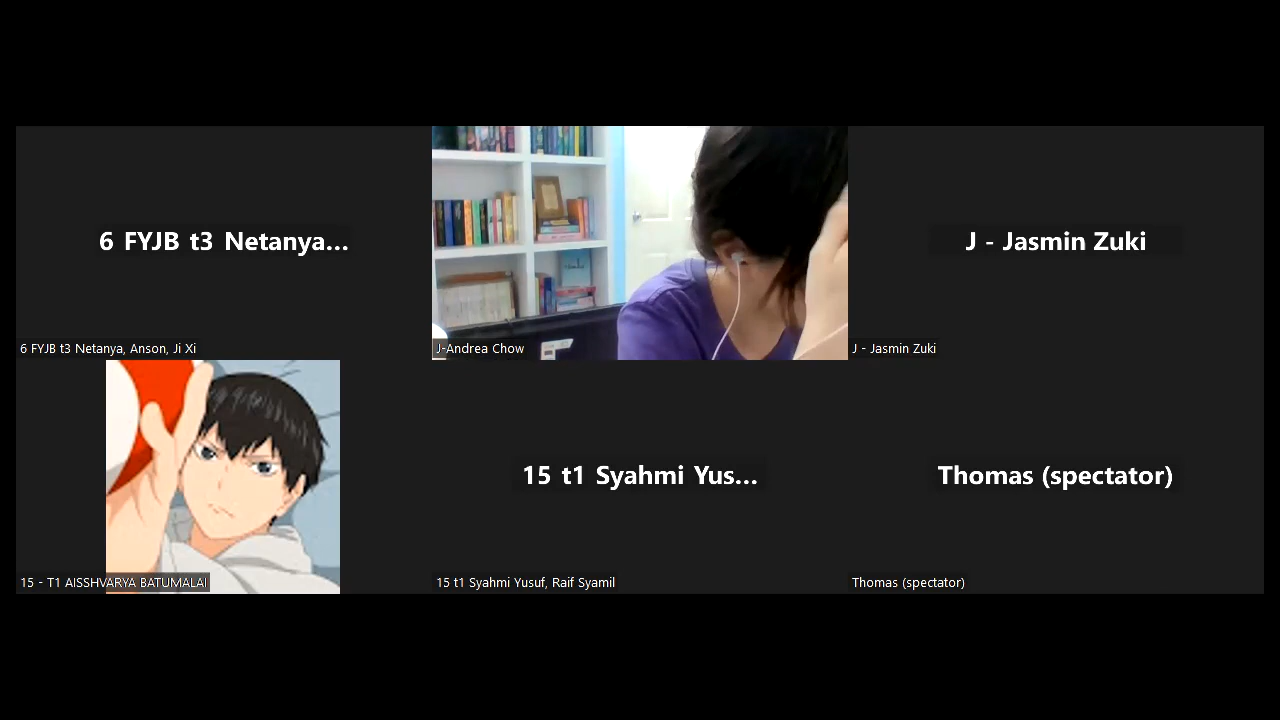 6 FYJB t3 Netanya...
6 FYJB t3 Netanya, Anson, Ji Xi
J-Andrea Chow
J - Jasmin Zuki
J - Jasmin Zuki
15 - T1 AISSHVARYA BATUMALAI
15 t1 Syahmi Yus...
15 t1 Syahmi Yusuf, Raif Syamil
Thomas (spectator)
Thomas (spectator)